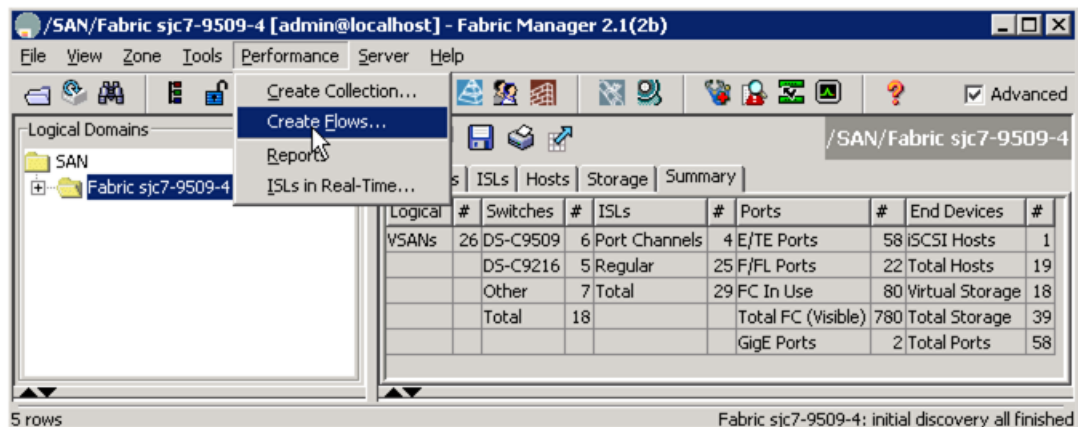 /SAN/Fabric sjc7-9509-4 [admin@localhost] - Fabric Manager 2.1(2b)
File View Zone Tools Performance Server Help
Create Collection...
Create Flows...
Reports
ISLs in Real-Time...
Advanced
Logical Domains
SAN
Fabric sjc7-9509-4
/SAN/Fabric sjc7-9509-4
ISLs Hosts Storage Summary
Logical # Switches # ISLs # Ports # End Devices #
VSANs 26 DS-C9509 6 Port Channels 4 E/TE Ports 58 iSCSI Hosts 1
DS-C9216 5 Regular 25 F/FL Ports 22 Total Hosts 19
Other 7 Total 29 FC In Use 80 Virtual Storage 18
Total 18 Total FC (Visible) 780 Total Storage 39
GigE Ports 2 Total Ports 58
5 rows
Fabric sjc7-9509-4: initial discovery all finished